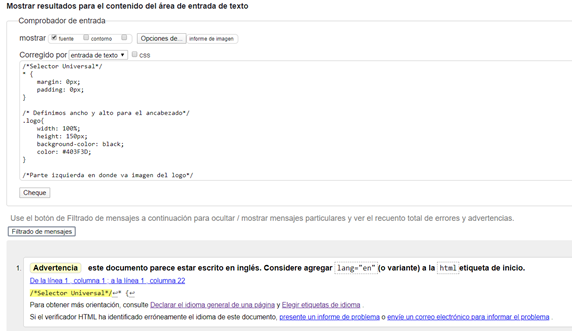 Mostrar resultados para el contenido del área de entrada de texto
Comprobador de entrada
mostrar fuente contorno Opciones de... informe de imagen
Corregido por entrada de texto css
/*Selector Universal*/
* {
margin: 0px;
padding: 0px;
}
/* Definimos ancho y alto para el ancabezado*/
.logo{
width: 100%;
height: 150px;
background-color: black;
color: #403F3D;
}
/*Parte izquierda en donde va imagen del logo*/
Cheque
Use el botón de Filtrado de mensajes a continuación para ocultar / mostrar mensajes particulares y ver el recuento total de errores y advertencias.
Filtrado de mensajes
1. Advertencia este documento parece estar escrito en inglés. Considere agregar lang="en" (o variante) a la html etiqueta de inicio.
De la línea 1 , columna 1 ; a la línea 1 , columna 22
/*Selector Universal*/↩* {↩
Para obtener más orientación, consulte Declarar el idioma general de una página y Elegir etiquetas de idioma .
Si el verificador HTML ha identificado erróneamente el idioma de este documento, presente un informe de problema o envíe un correo electrónico para informar el problema .